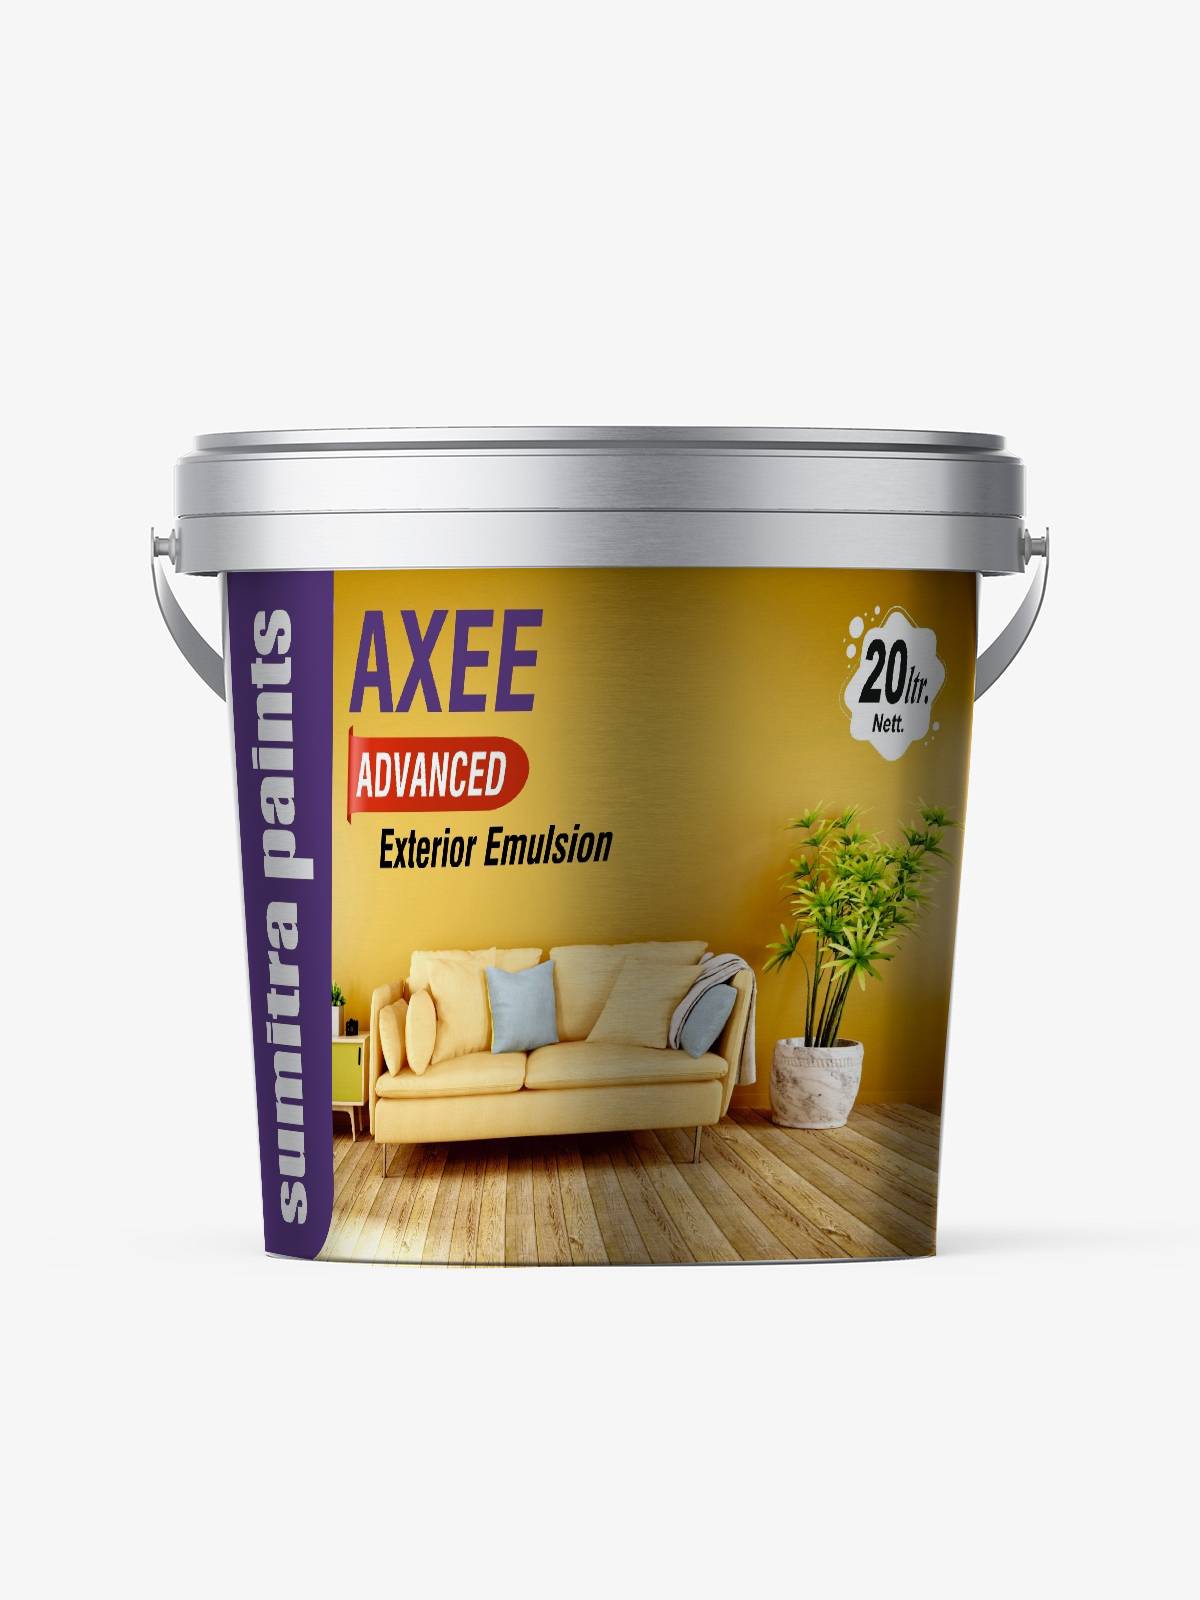 sumitra paints
AXEE
ADVANCED
Exterior Emulsion
20ltr.
Nett.